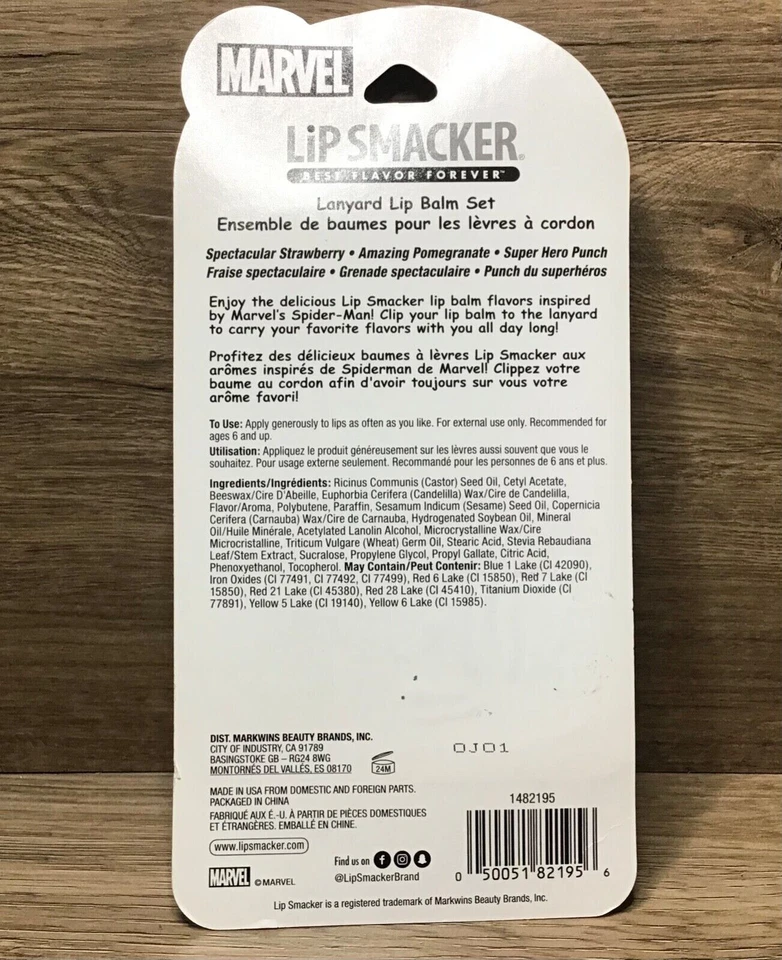 MARVEL
LiP SMACKER®
BEST FLAVOR FOREVER™
Lanyard Lip Balm Set
Ensemble de baumes pour les lèvres à cordon
Spectacular Strawberry • Amazing Pomegranate • Super Hero Punch
Fraise spectaculaire • Grenade spectaculaire • Punch du superhéros
Enjoy the delicious Lip Smacker lip balm flavors inspired
by Marvel's Spider-Man! Clip your lip balm to the lanyard
to carry your favorite flavors with you all day long!
Profitez des délicieux baumes à lèvres Lip Smacker aux
arômes inspirés de Spiderman de Marvel! Clippez votre
baume au cordon afin d'avoir toujours sur vous votre
arôme favori!
To Use: Apply generously to lips as often as you like. For external use only. Recommended for
ages 6 and up.
Utilisation: Appliquez le produit généreusement sur les lèvres aussi souvent que vous le
souhaitez. Pour usage externe seulement. Recommandé pour les personnes de 6 ans et plus.
Ingredients/Ingrédients: Ricinus Communis (Castor) Seed Oil, Cetyl Acetate,
Beeswax/Cire D'Abeille, Euphorbia Cerifera (Candelilla) Wax/Cire de Candelilla,
Flavor/Aroma, Polybutene, Paraffin, Sesamum Indicum (Sesame) Seed Oil, Copernicia
Cerifera (Carnauba) Wax/Cire de Carnauba, Hydrogenated Soybean Oil, Mineral
Oil/Huile Minérale, Acetylated Lanolin Alcohol, Microcrystalline Wax/Cire
Microcristalline, Triticum Vulgare (Wheat) Germ Oil, Stearic Acid, Stevia Rebaudiana
Leaf/Stem Extract, Sucralose, Propylene Glycol, Propyl Gallate, Citric Acid,
Phenoxyethanol, Tocopherol. May Contain/Peut Contenir: Blue 1 Lake (CI 42090),
Iron Oxides (CI 77491, CI 77492, CI 77499), Red 6 Lake (CI 15850), Red 7 Lake (CI
15850), Red 21 Lake (CI 45380), Red 28 Lake (CI 45410), Titanium Dioxide (CI
77891), Yellow 5 Lake (CI 19140), Yellow 6 Lake (CI 15985).
DIST. MARKWINS BEAUTY BRANDS, INC.
CITY OF INDUSTRY, CA 91789
BASINGSTOKE GB – RG24 8WG
MONTORNÉS DEL VALLÉS, ES 08170
24M
0J01
MADE IN USA FROM DOMESTIC AND FOREIGN PARTS.
PACKAGED IN CHINA
FABRIQUÉ AUX É.-U. À PARTIR DE PIÈCES DOMESTIQUES
ET ÉTRANGÈRES. EMBALLÉ EN CHINE.
www.lipsmacker.com
MARVEL © MARVEL
Find us on
@LipSmackerBrand
1482195
0 50051 82195 6
Lip Smacker is a registered trademark of Markwins Beauty Brands, Inc.